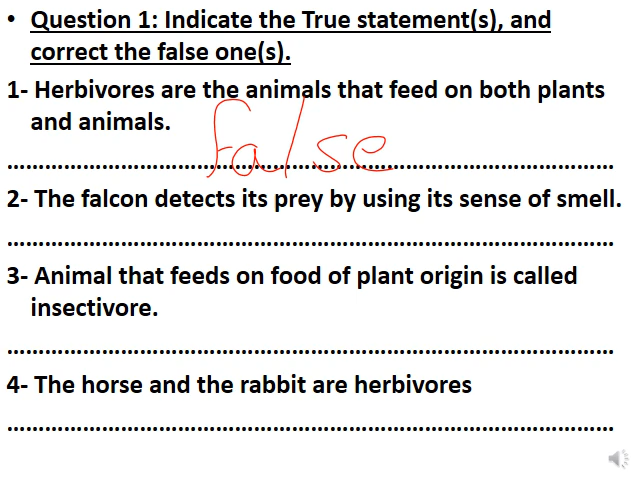 • Question 1: Indicate the True statement(s), and
correct the false one(s).
1- Herbivores are the animals that feed on both plants
and animals.
False
...............................................................................................
2- The falcon detects its prey by using its sense of smell.
...............................................................................................
3- Animal that feeds on food of plant origin is called
insectivore.
...............................................................................................
4- The horse and the rabbit are herbivores
...............................................................................................